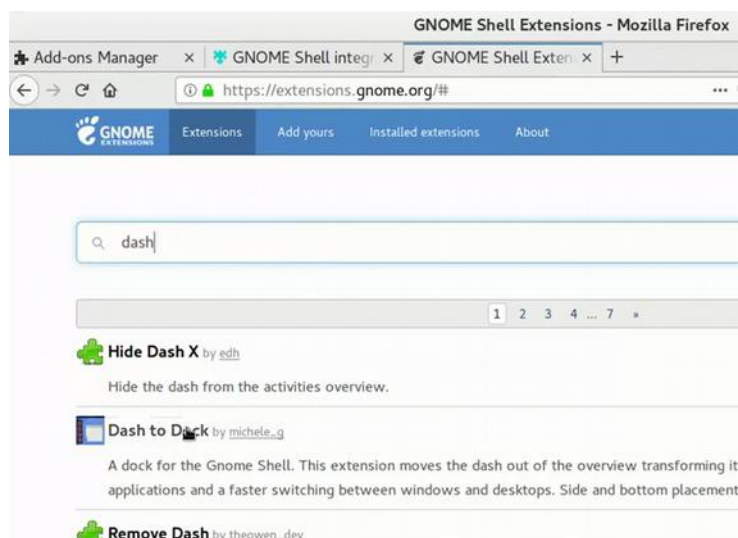 GNOME Shell Extensions - Mozilla Firefox
Add-ons Manager × GNOME Shell integr × GNOME Shell Exten × +
https://extensions.gnome.org/# ...
GNOME EXTENSIONS Extensions Add yours Installed extensions About
dash
1 2 3 4 ... 7 »
Hide Dash X by edh
Hide the dash from the activities overview.
Dash to Dock by michele_g
A dock for the Gnome Shell. This extension moves the dash out of the overview transforming it
applications and a faster switching between windows and desktops. Side and bottom placement
Remove Dash by theowen_dev